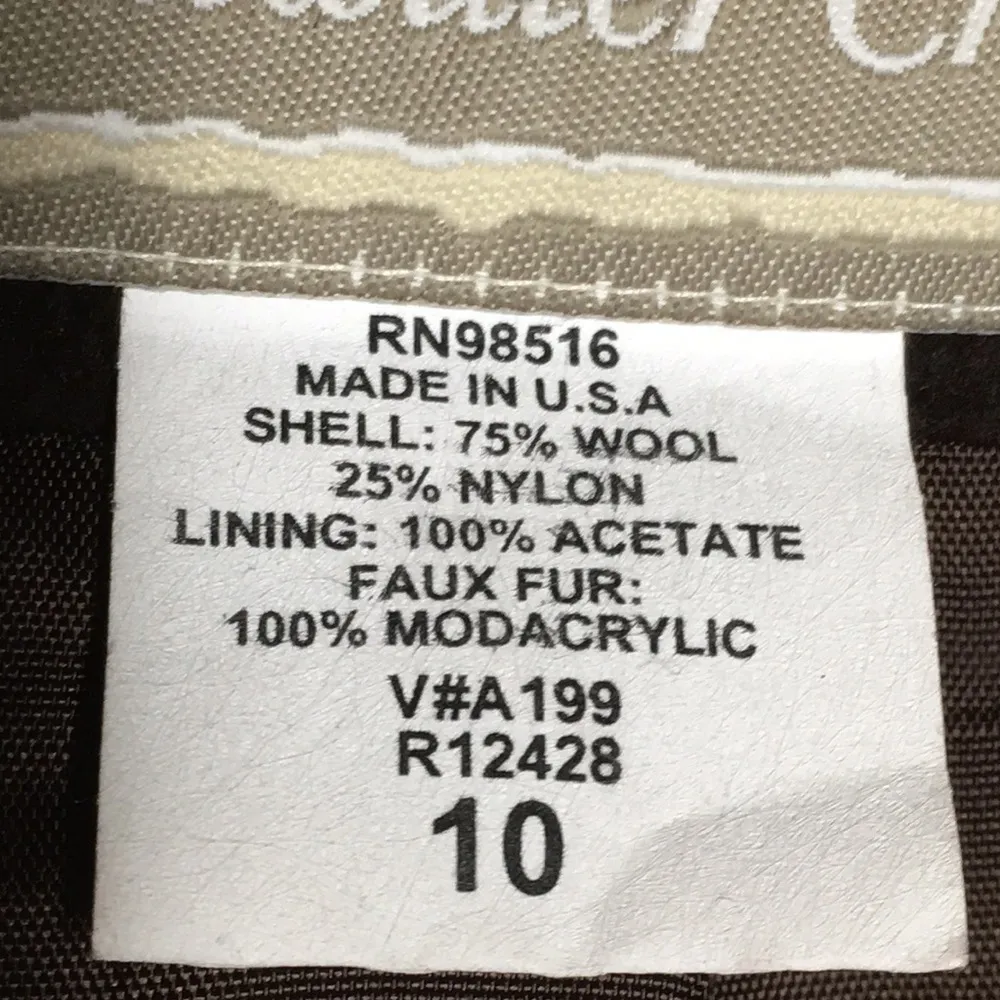 RN98516
MADE IN U.S.A
SHELL: 75% WOOL
25% NYLON
LINING: 100% ACETATE
FAUX FUR:
100% MODACRYLIC
V#A199
R12428
10